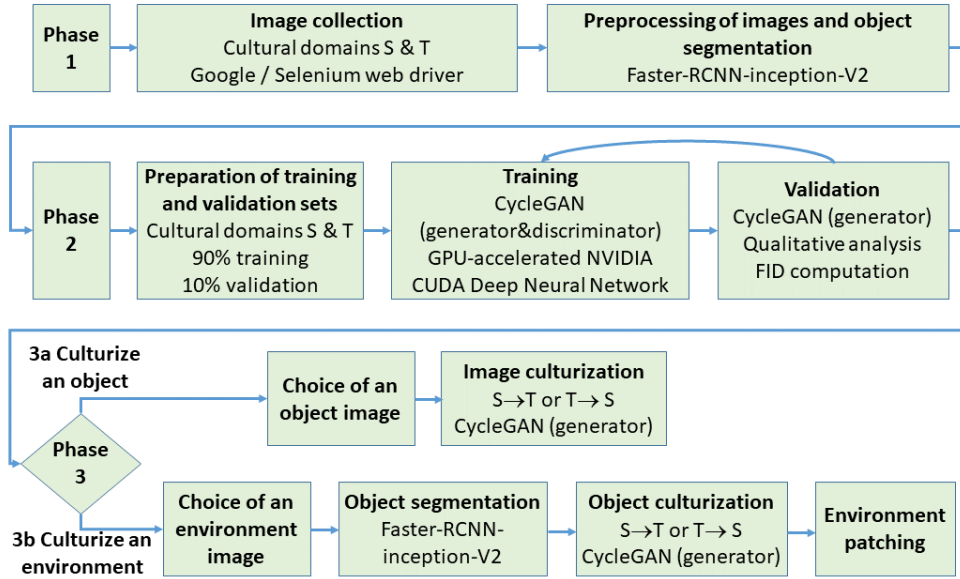 Phase
1
Image collection
Cultural domains S & T
Google / Selenium web driver
Preprocessing of images and object
segmentation
Faster-RCNN-inception-V2
Phase
2
Preparation of training
and validation sets
Cultural domains S & T
90% training
10% validation
Training
CycleGAN
(generator&discriminator)
GPU-accelerated NVIDIA
CUDA Deep Neural Network
Validation
CycleGAN (generator)
Qualitative analysis
FID computation
Phase
3
3a Culturize
an object
Choice of an
object image
Image culturization
S→T or T→ S
CycleGAN (generator)
3b Culturize an
environment
Choice of an
environment
image
Object segmentation
Faster-RCNN-
inception-V2
Object culturization
S→T or T→ S
CycleGAN (generator)
Environment
patching